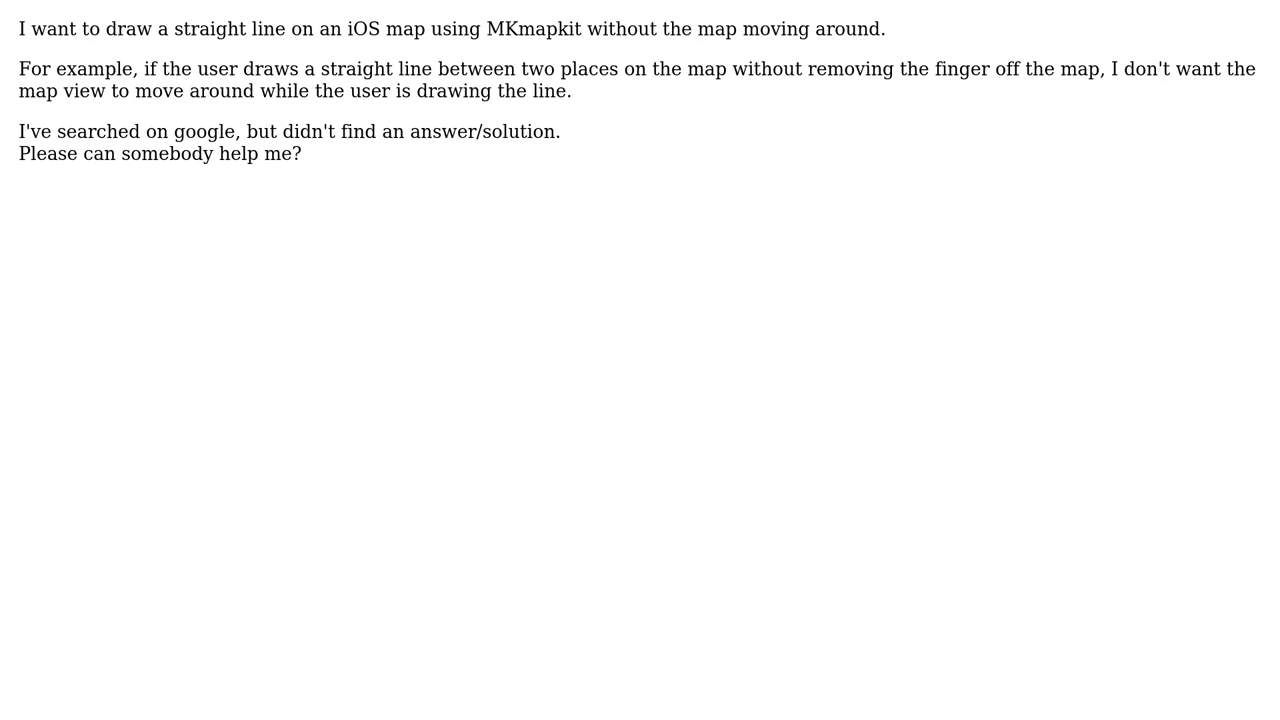 I want to draw a straight line on an iOS map using MKmapkit without the map moving around.
For example, if the user draws a straight line between two places on the map without removing the finger off the map, I don't want the
map view to move around while the user is drawing the line.
I've searched on google, but didn't find an answer/solution.
Please can somebody help me?